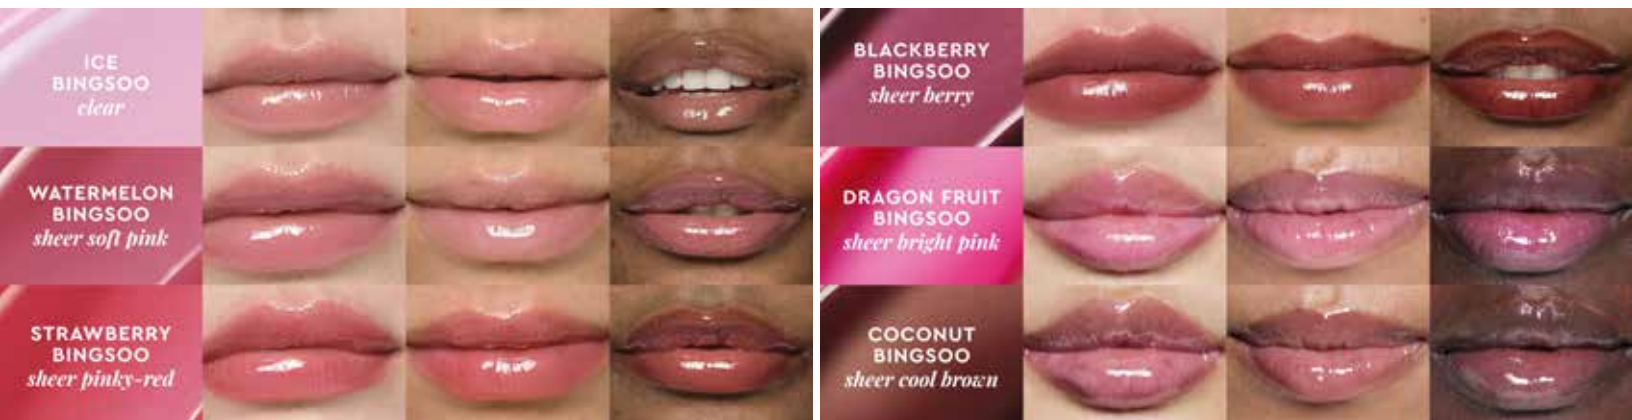 ICE
BINGSOO
clear
WATERMELON
BINGSOO
sheer soft pink
STRAWBERRY
BINGSOO
sheer pinky-red
BLACKBERRY
BINGSOO
sheer berry
DRAGON FRUIT
BINGSOO
sheer bright pink
COCONUT
BINGSOO
sheer cool brown